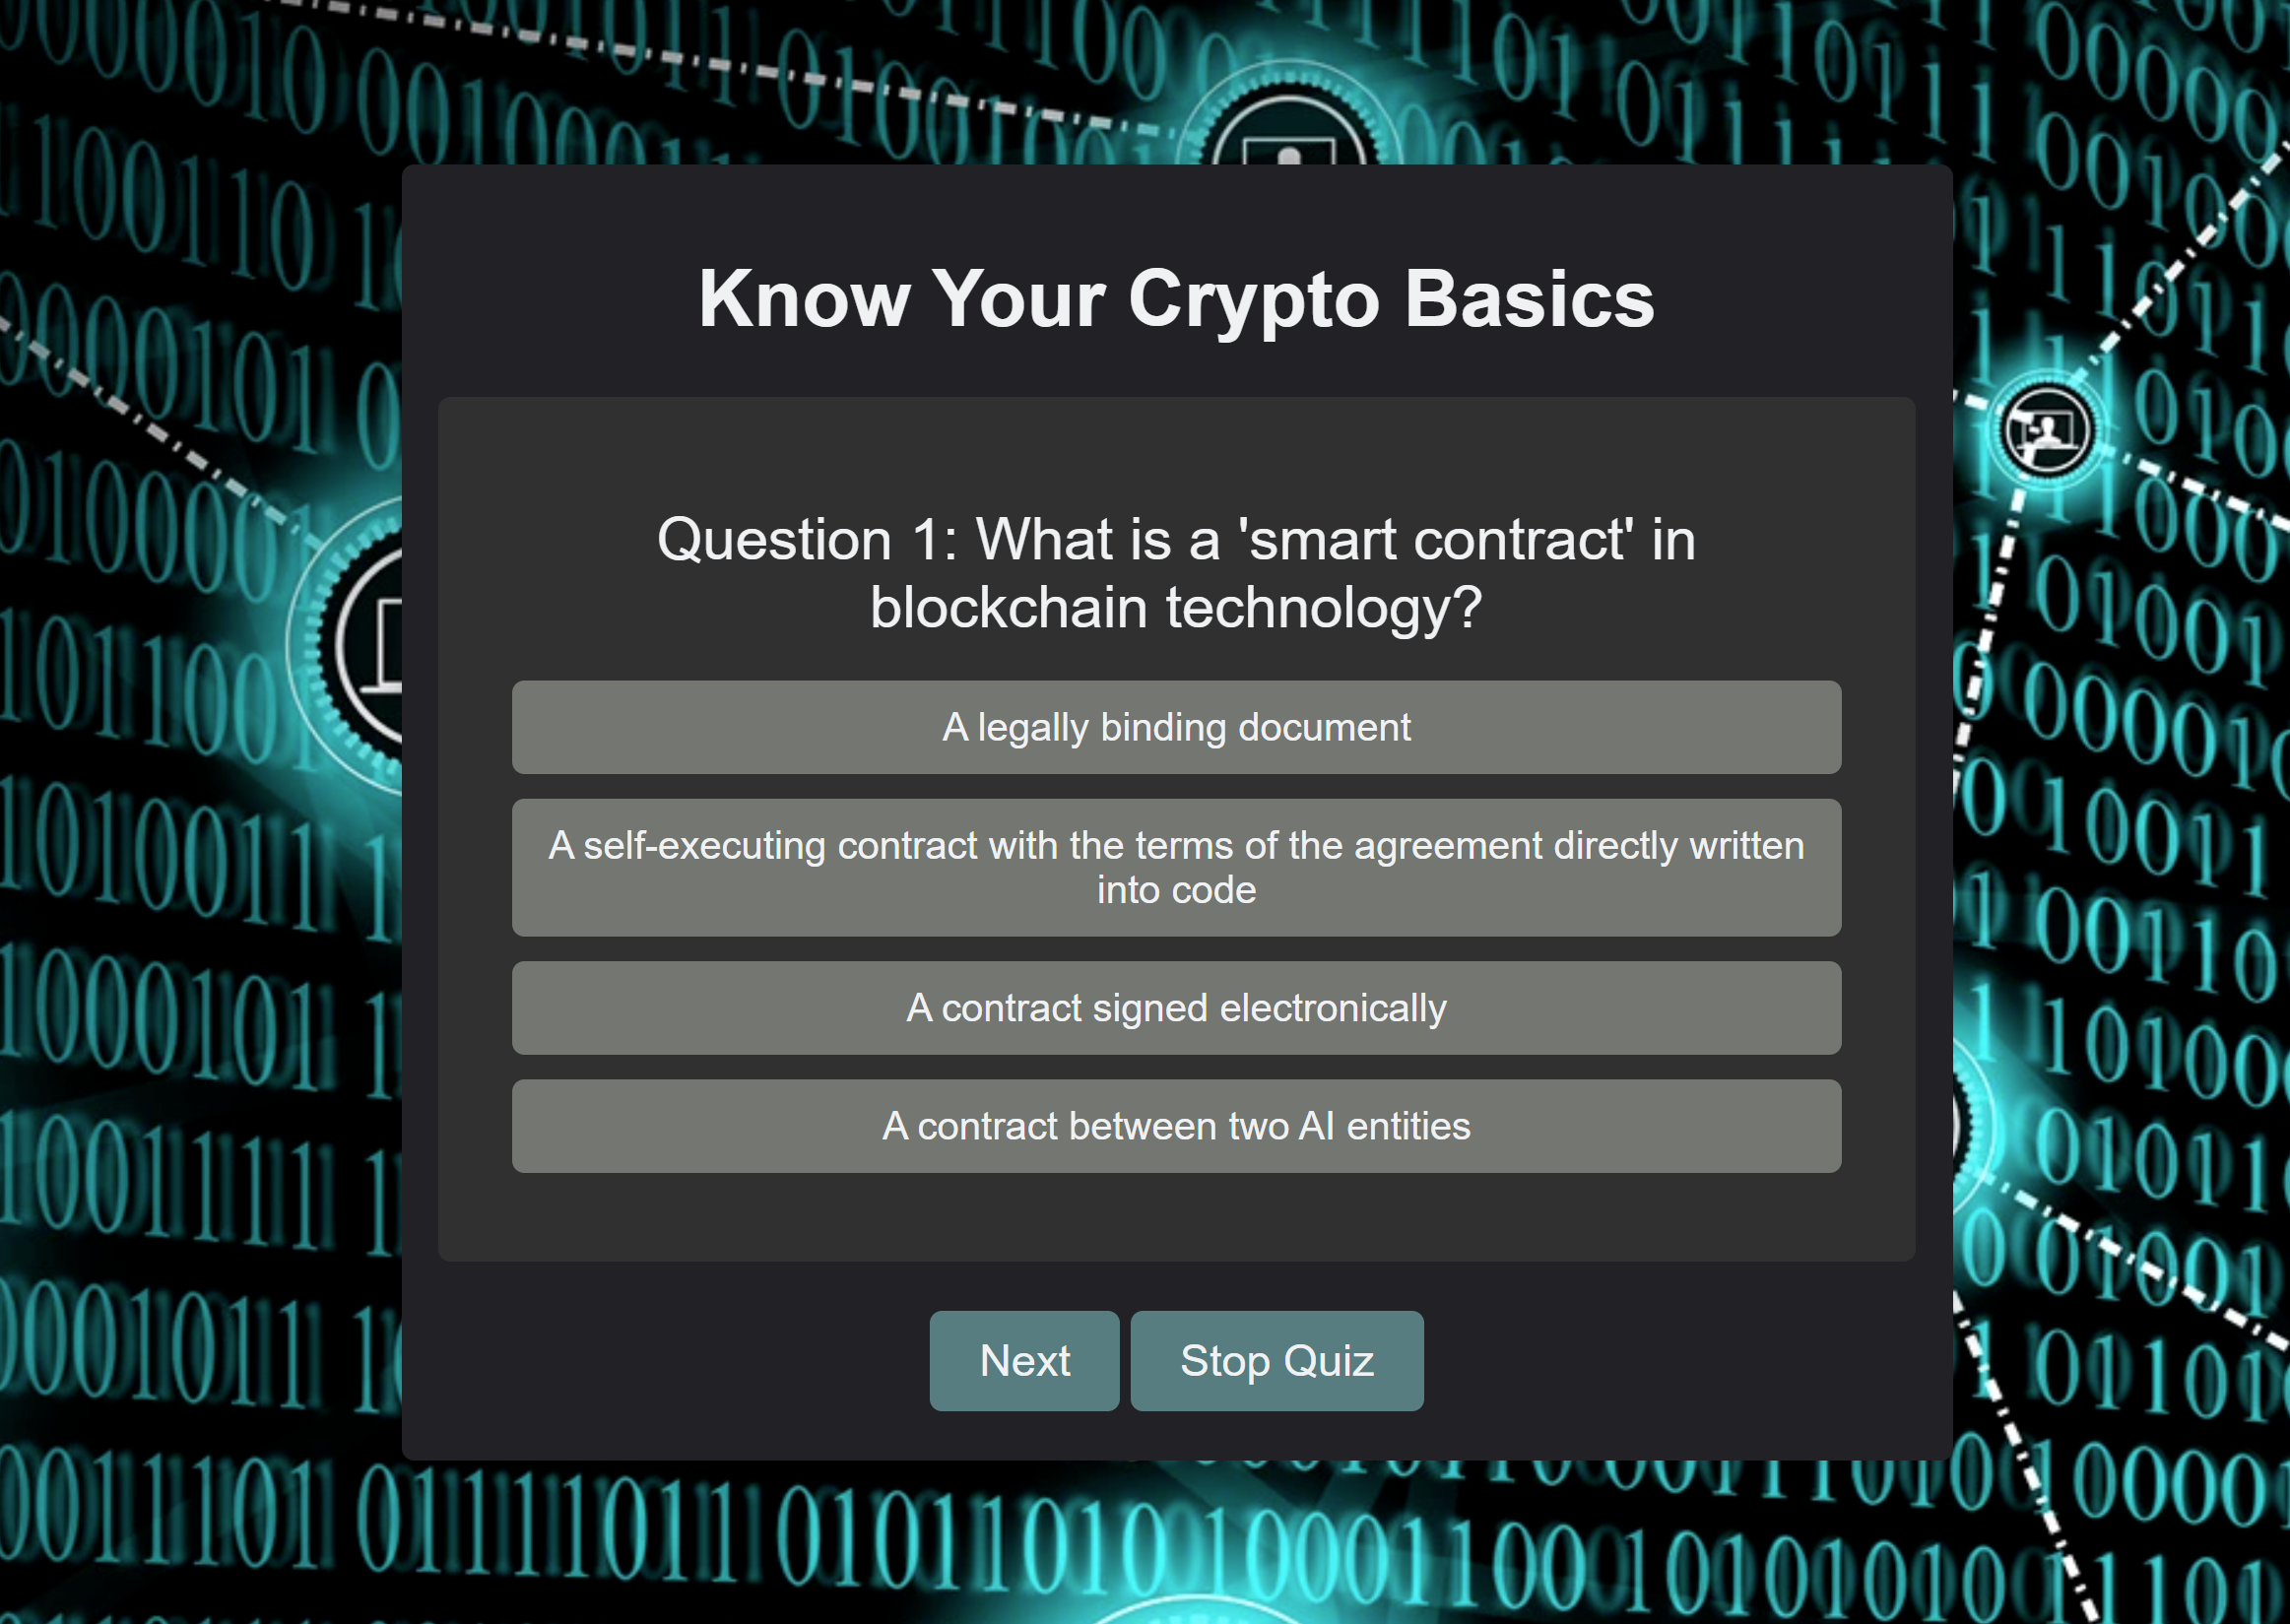 Know Your Crypto Basics
Question 1: What is a 'smart contract' in
blockchain technology?
A legally binding document
A self-executing contract with the terms of the agreement directly written
into code
A contract signed electronically
A contract between two AI entities
Next
Stop Quiz